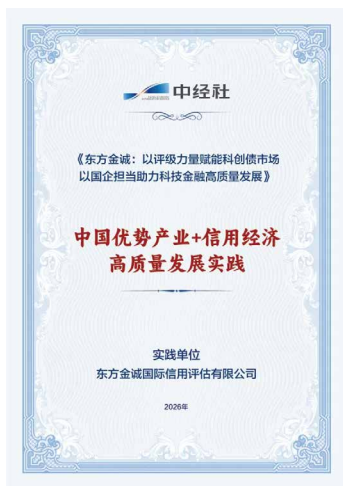 中经社
《东方金诚：以评级力量赋能科创债市场
以国企担当助力科技金融高质量发展》
中国优势产业+信用经济
高质量发展实践
实践单位
东方金诚国际信用评估有限公司
2026年